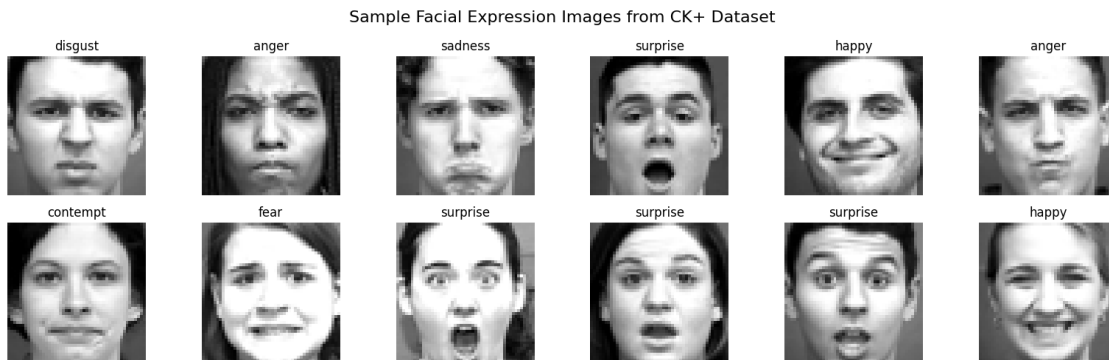 Sample Facial Expression Images from CK+ Dataset
disgust anger sadness surprise happy anger
contempt fear surprise surprise surprise happy